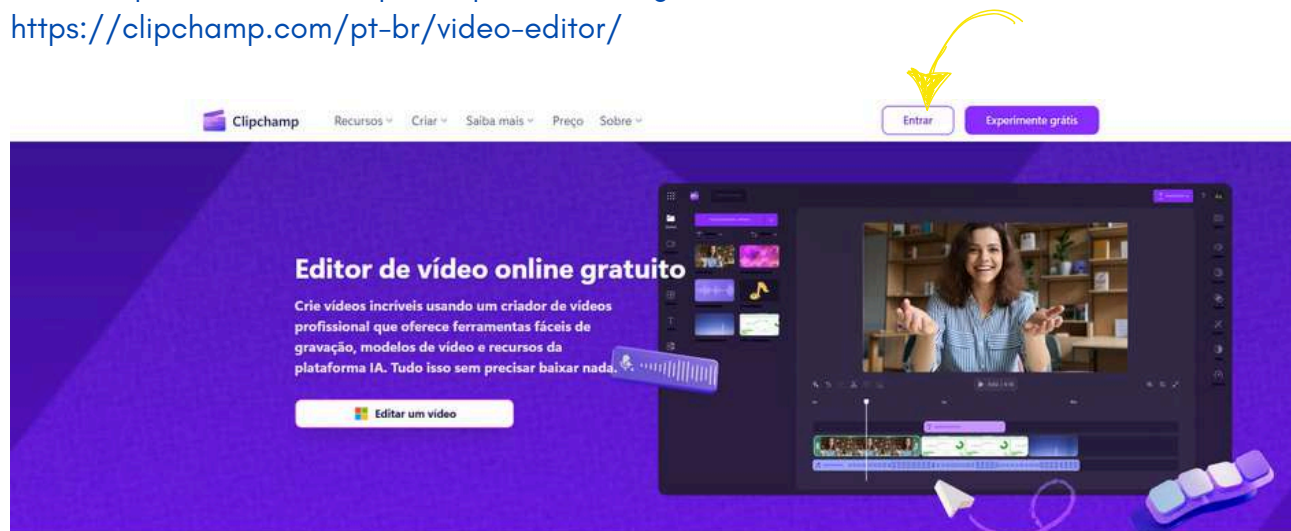 https://clipchamp.com/pt-br/video-editor/
Clipchamp Recursos Criar Saiba mais Preço Sobre Entrar Experimente grátis
Editor de vídeo online gratuito
Crie vídeos incríveis usando um criador de vídeos
profissional que oferece ferramentas fáceis de
gravação, modelos de vídeo e recursos da
plataforma IA. Tudo isso sem precisar baixar nada.
Editar um vídeo